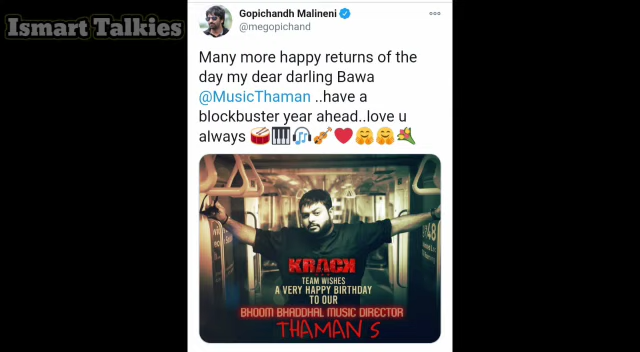 Ismart Talkies
Gopichandh Malineni
@megopichand
Many more happy returns of the
day my dear darling Bawa
@MusicThaman ..have a
blockbuster year ahead..love u
always 🥁🎹🎧🎻❤️🤗🤗💐
KRACK
TEAM WISHES
A VERY HAPPY BIRTHDAY
TO OUR
BHOOM BHADDHAL MUSIC DIRECTOR
THAMAN S